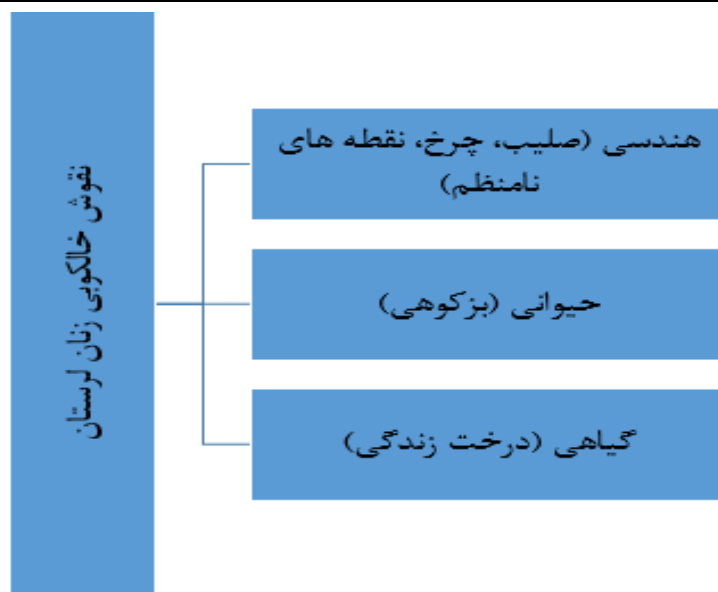 نقوش خالکوبی زنان لرستان
هندسی (صلیب، چرخ، نقطه های
نامنظم)
حیوانی (بزکوهی)
گیاهی (درخت زندگی)